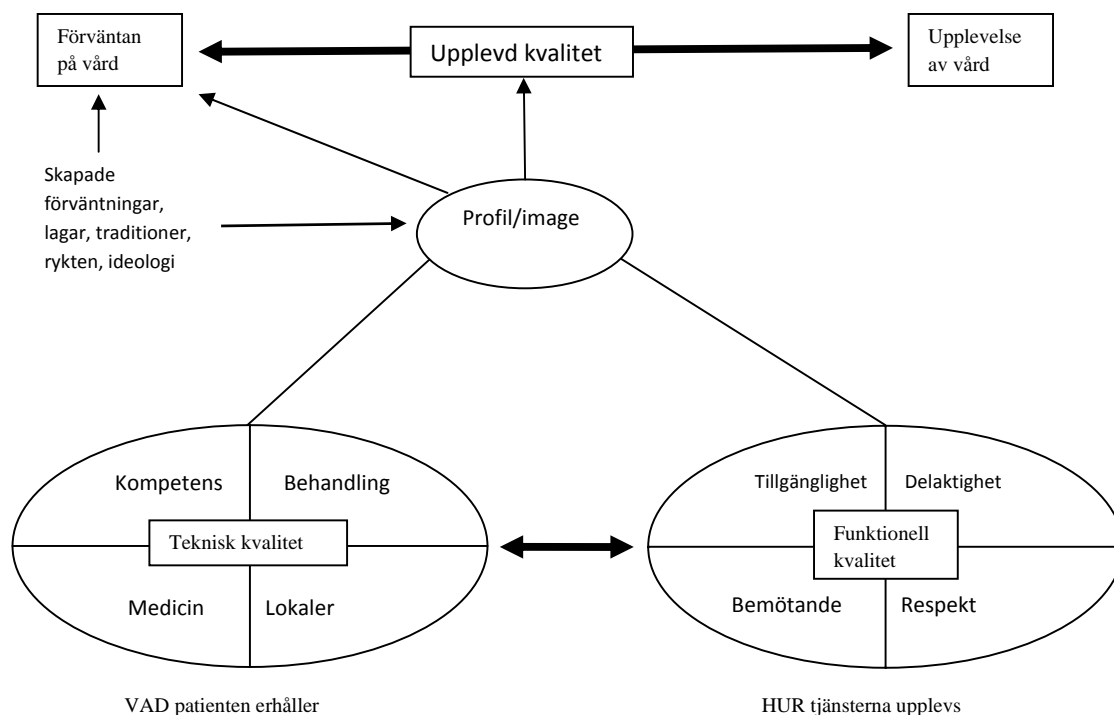 Förväntan
på vård
Upplevd kvalitet
Upplevelse
av vård
Skapade
förväntningar,
lagar, traditioner,
rykten, ideologi
Profil/image
Kompetens
Behandling
Teknisk kvalitet
Medicin
Lokaler
Tillgänglighet
Delaktighet
Funktionell
kvalitet
Bemötande
Respekt
VAD patienten erhåller
HUR tjänsterna upplevs